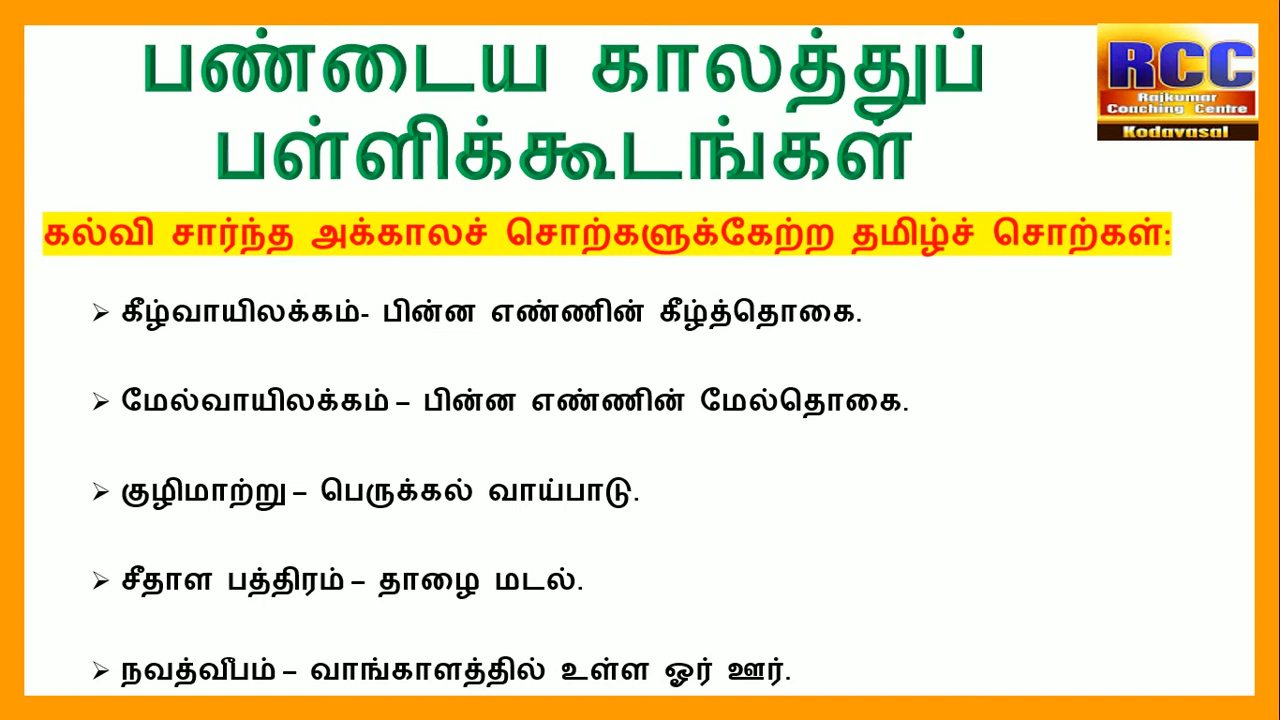 பண்டைய காலத்துப்
பள்ளிக்கூடங்கள்
RCC
Rajkumar
Coaching Centre
Kodavasal
கல்வி சார்ந்த அக்காலச் சொற்களுக்கேற்ற தமிழ்ச் சொற்கள்:
➢ கீழ்வாயிலக்கம்- பின்ன எண்ணின் கீழ்த்தொகை.
➢ மேல்வாயிலக்கம் – பின்ன எண்ணின் மேல்தொகை.
➢ குழிமாற்று – பெருக்கல் வாய்பாடு.
➢ சீதாள பத்திரம் – தாழை மடல்.
➢ நவத்வீபம் – வாங்காளத்தில் உள்ள ஓர் ஊர்.